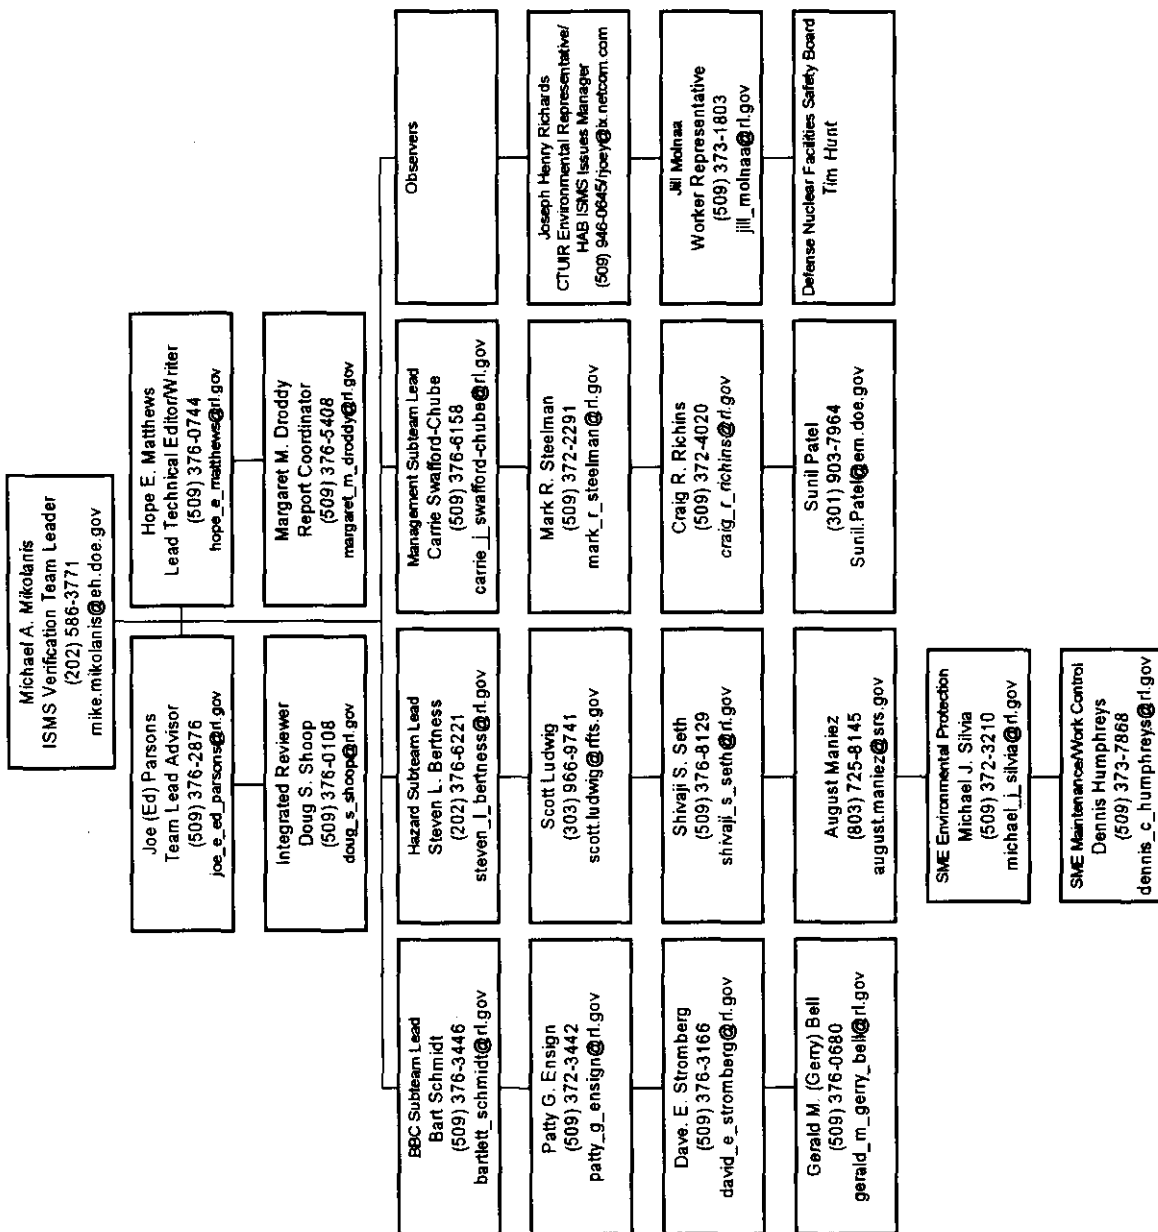 Michael A. Mikolanis
ISMS Verification Team Leader
(202) 586-3771
mike.mikolanis@eh.doe.gov
Joe (Ed) Parsons
Team Lead Advisor
(509) 376-2876
joe_e_ed_parsons@rl.gov
Hope E. Matthews
Lead Technical Editor/Writer
(509) 376-0744
hope_e_matthews@rl.gov
Integrated Reviewer
Doug S. Shoop
(509) 376-0108
doug_s_shoop@rl.gov
Margaret M. Droddy
Report Coordinator
(509) 376-5408
margaret_m_droddy@rl.gov
BBC Subteam Lead
Bart Schmidt
(509) 376-3446
bartlett_schmidt@rl.gov
Patty G. Ensign
(509) 372-3442
patty_g_ensign@rl.gov
Dave. E. Stromberg
(509) 376-3166
david_e_stromberg@rl.gov
Gerald M. (Gerry) Bell
(509) 376-0680
gerald_m_gerry_bell@rl.gov
Hazard Subteam Lead
Steven L. Bertness
(202) 376-6221
steven_l_bertness@rl.gov
Scott Ludwig
(303) 966-9741
scott.ludwig@rfts.gov
Shivaji S. Seth
(509) 376-8129
shivaji_s_seth@rl.gov
August Maniez
(803) 725-8145
august.maniez@srs.gov
SME Environmental Protection
Michael J. Silvia
(509) 372-3210
michael_j_silvia@rl.gov
SME Maintenance/Work Control
Dennis Humphreys
(509) 373-7868
dennis_c_humphreys@rl.gov
Management Subteam Lead
Carrie Swafford-Chube
(509) 376-6158
carrie_j_swafford-chube@rl.gov
Mark R. Steelman
(509) 372-2291
mark_r_steelman@rl.gov
Craig R. Richins
(509) 372-4020
craig_r_richins@rl.gov
Sunil Patel
(301) 903-7964
Sunil.Patel@em.doe.gov
Observers
Joseph Henry Richards
CTUIR Environmental Representative/
HAB ISMS Issues Manager
(509) 946-0645/rjoey@ix.netcom.com
Jill Molnaa
Worker Representative
(509) 373-1803
jill_molnaa@rl.gov
Defense Nuclear Facilities Safety Board
Tim Hunt